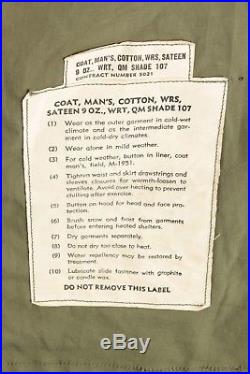 COAT, MAN'S, COTTON, WRS, SATEEN
9 OZ., WRT, QM SHADE 107
CONTRACT NUMBER 3021
COAT, MAN'S, COTTON, WRS,
SATEEN 9 OZ., WRT, QM SHADE 107
(1) Wear as the outer garment in cold-wet
climate and as the intermediate gar-
ment in cold-dry climates.
(2) Wear alone in mild weather.
(3) For cold weather, button in liner, coat
man's, field, M-1951.
(4) Tighten waist and skirt drawstrings and
sleeves closures for warmth-loosen to
ventilate. Avoid over heating to prevent
chilling after exercise.
(5) Button on hood for head and face pro-
tection.
(6) Brush snow and frost from garments
before entering heated shelters.
(7) Dry garments separately.
(8) Do not dry too close to heat.
(9) Water repellency may be restored by
treatment.
(10) Lubricate slide fastener with graphite
or candle wax.
DO NOT REMOVE THIS LABEL